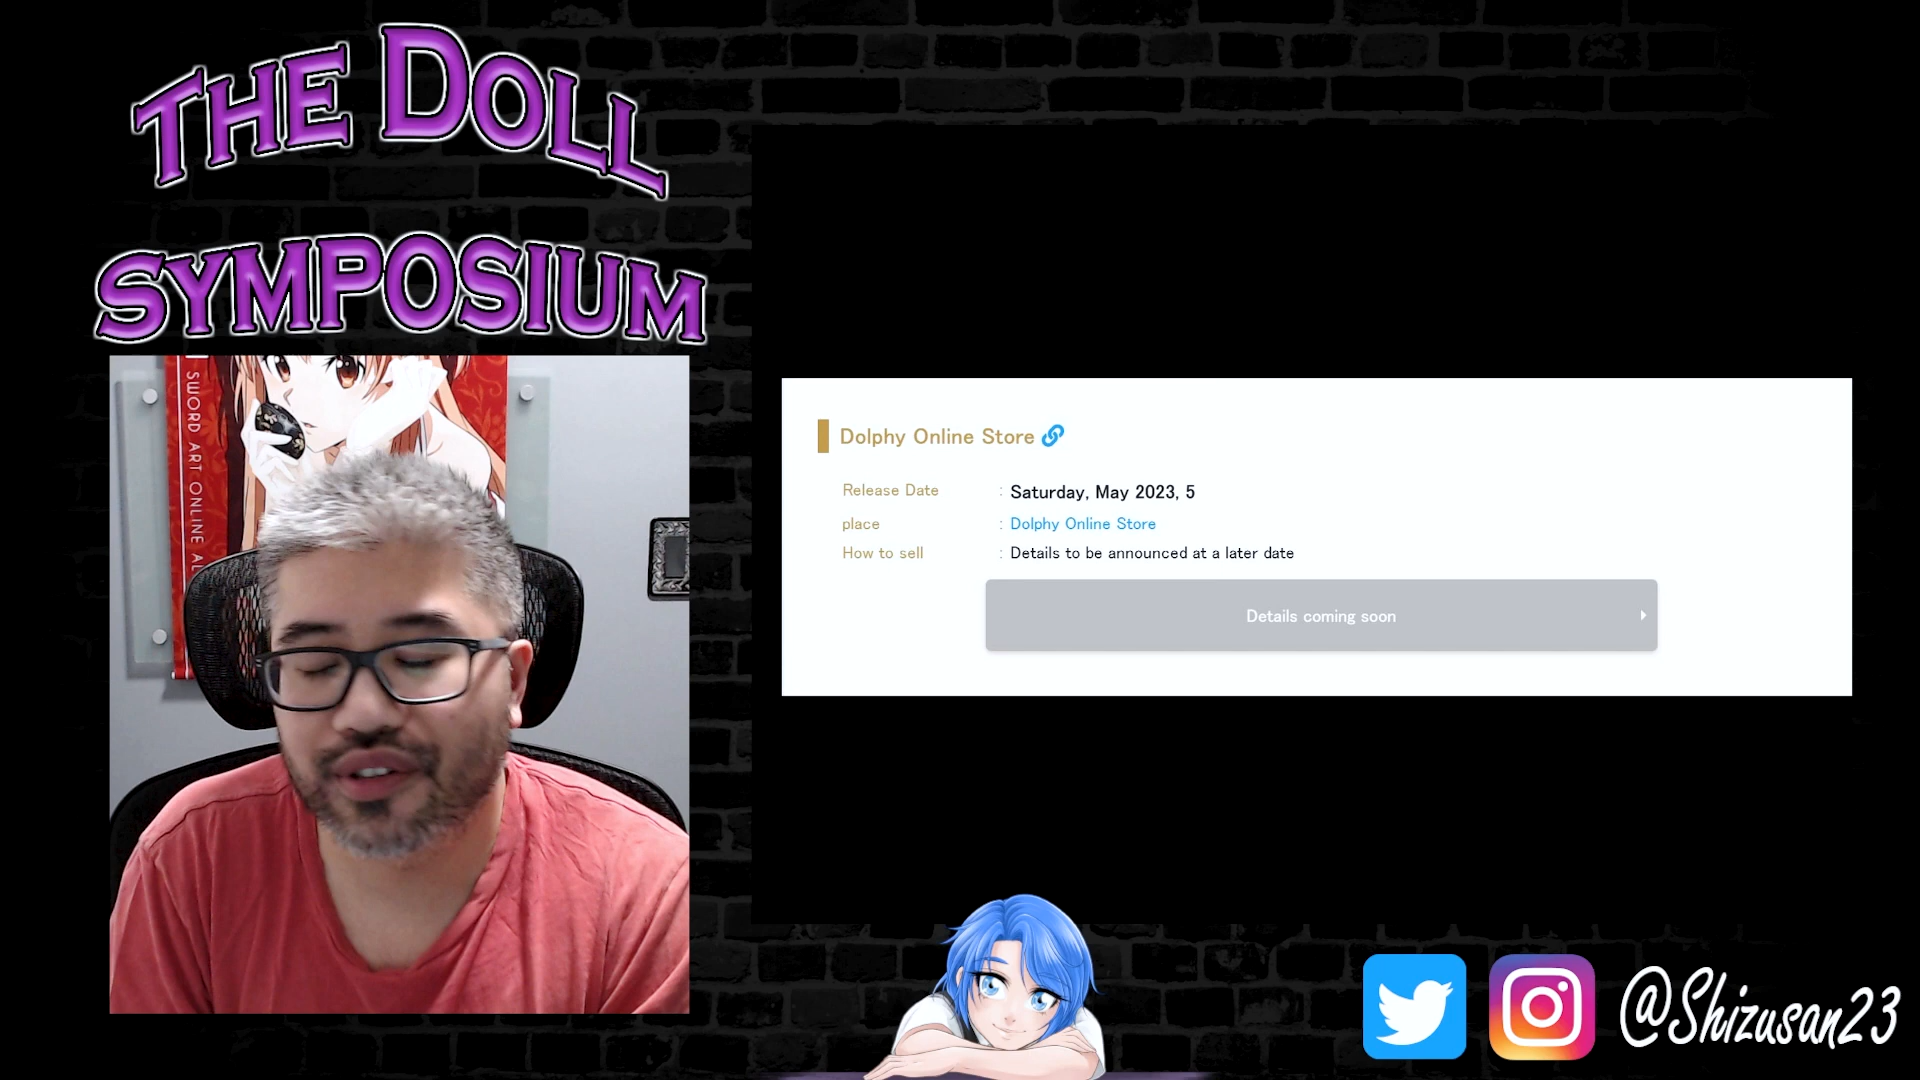 THE DOLL
SYMPOSIUM
SWORD ART ONLINE AL
Dolphy Online Store
Release Date : Saturday, May 2023, 5
place : Dolphy Online Store
How to sell : Details to be announced at a later date
Details coming soon
@Shizusan23